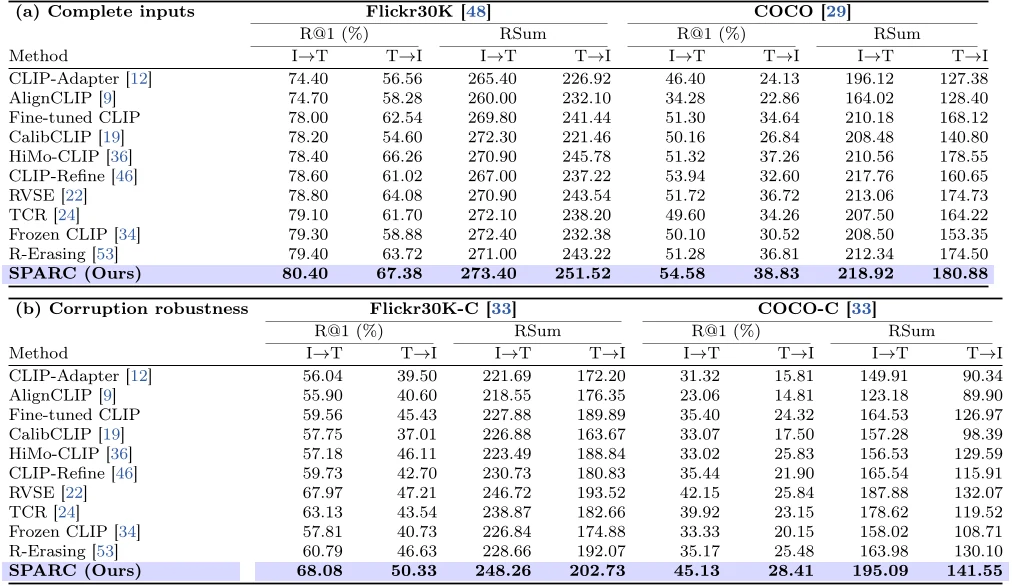 (a) Complete inputs Flickr30K [48] COCO [29]
R@1 (%) RSum R@1 (%) RSum
Method I→T T→I I→T T→I I→T T→I I→T T→I
CLIP-Adapter [12] 74.40 56.56 265.40 226.92 46.40 24.13 196.12 127.38
AlignCLIP [9] 74.70 58.28 260.00 232.10 34.28 22.86 164.02 128.40
Fine-tuned CLIP 78.00 62.54 269.80 241.44 51.30 34.64 210.18 168.12
CalibCLIP [19] 78.20 54.60 272.30 221.46 50.16 26.84 208.48 140.80
HiMo-CLIP [36] 78.40 66.26 270.90 245.78 51.32 37.26 210.56 178.55
CLIP-Refine [46] 78.60 61.02 267.00 237.22 53.94 32.60 217.76 160.65
RVSE [22] 78.80 64.08 270.90 243.54 51.72 36.72 213.06 174.73
TCR [24] 79.10 61.70 272.10 238.20 49.60 34.26 207.50 164.22
Frozen CLIP [34] 79.30 58.88 272.40 232.38 50.10 30.52 208.50 153.35
R-Erasing [53] 79.40 63.72 271.00 243.22 51.28 36.81 212.34 174.50
SPARC (Ours) 80.40 67.38 273.40 251.52 54.58 38.83 218.92 180.88
(b) Corruption robustness Flickr30K-C [33] COCO-C [33]
R@1 (%) RSum R@1 (%) RSum
Method I→T T→I I→T T→I I→T T→I I→T T→I
CLIP-Adapter [12] 56.04 39.50 221.69 172.20 31.32 15.81 149.91 90.34
AlignCLIP [9] 55.90 40.60 218.55 176.35 23.06 14.81 123.18 89.90
Fine-tuned CLIP 59.56 45.43 227.88 189.89 35.40 24.32 164.53 126.97
CalibCLIP [19] 57.75 37.01 226.88 163.67 33.07 17.50 157.28 98.39
HiMo-CLIP [36] 57.18 46.11 223.49 188.84 33.02 25.83 156.53 129.59
CLIP-Refine [46] 59.73 42.70 230.73 180.83 35.44 21.90 165.54 115.91
RVSE [22] 67.97 47.21 246.72 193.52 42.15 25.84 187.88 132.07
TCR [24] 63.13 43.54 238.87 182.66 39.92 23.15 178.62 119.52
Frozen CLIP [34] 57.81 40.73 226.84 174.88 33.33 20.15 158.02 108.71
R-Erasing [53] 60.79 46.63 228.66 192.07 35.17 25.48 163.98 130.10
SPARC (Ours) 68.08 50.33 248.26 202.73 45.13 28.41 195.09 141.55